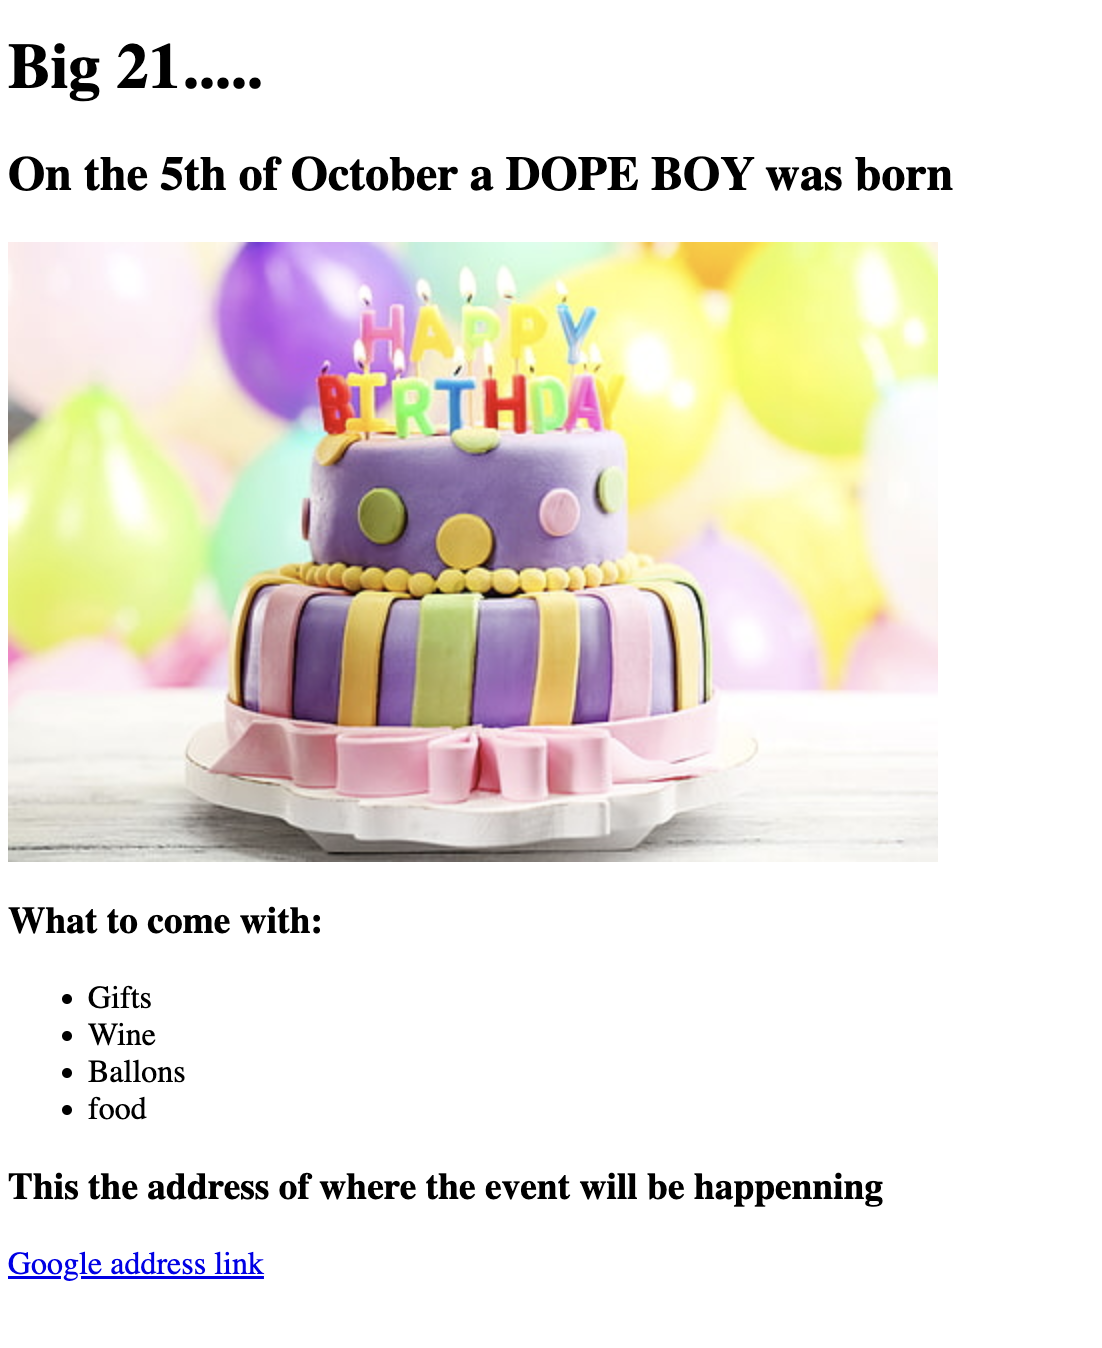 Big 21.....
On the 5th of October a DOPE BOY was born
HAPPY
BIRTHDAY
What to come with:
Gifts
Wine
Ballons
food
This the address of where the event will be happenning
Google address link